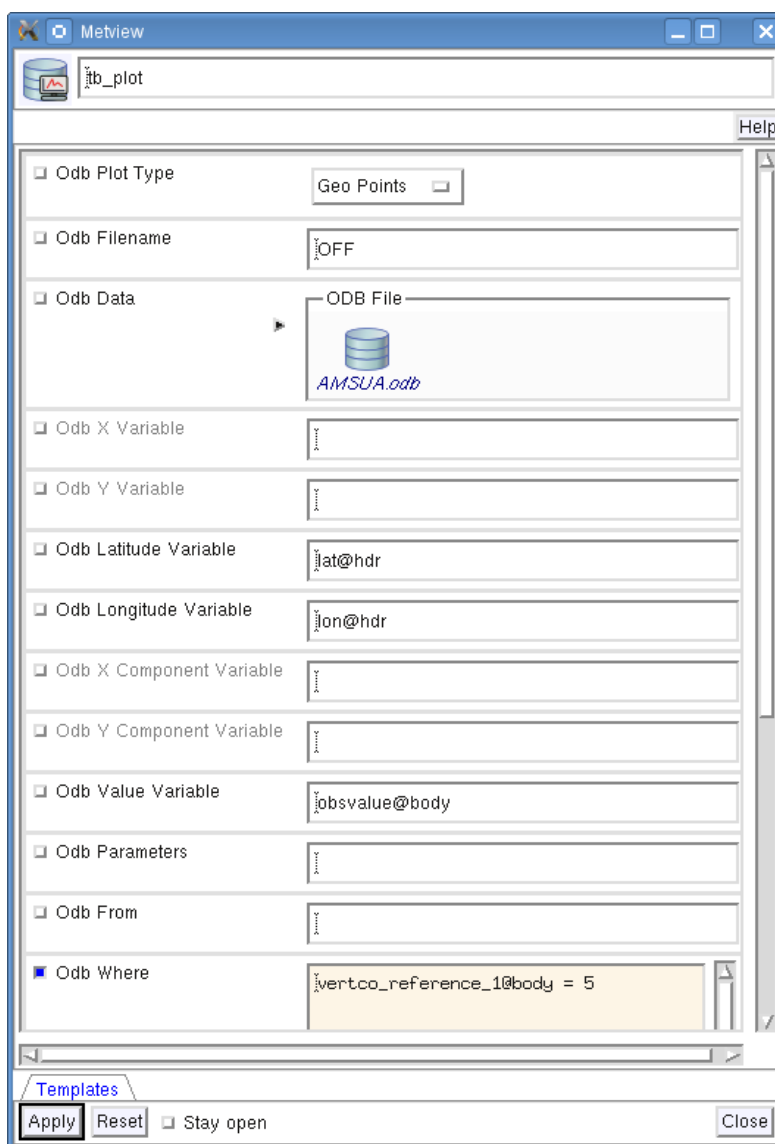 Metview
tb_plot
Help
Odb Plot Type
Geo Points
Odb Filename
OFF
Odb Data
ODB File
AMSUA.odb
Odb X Variable
Odb Y Variable
Odb Latitude Variable
lat@hdr
Odb Longitude Variable
lon@hdr
Odb X Component Variable
Odb Y Component Variable
Odb Value Variable
obsvalue@body
Odb Parameters
Odb From
Odb Where
vertco_reference_1@body = 5
Templates
Apply Reset Stay open Close